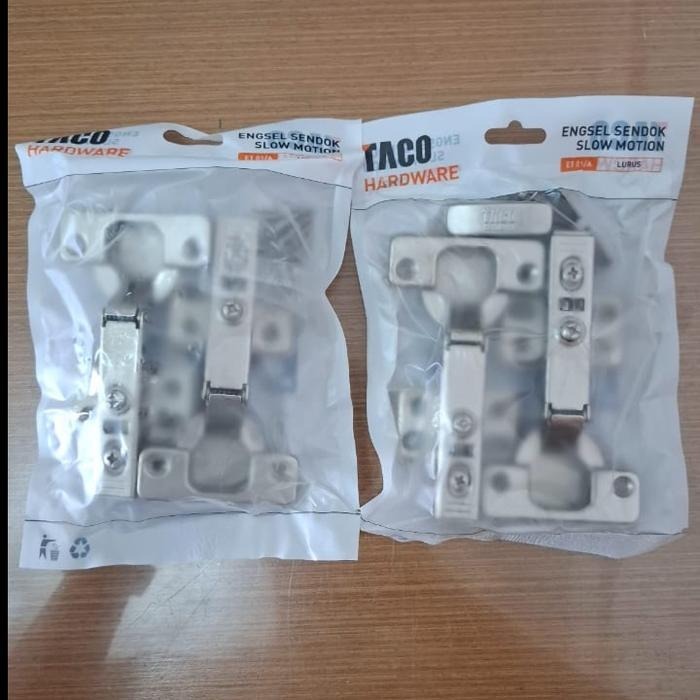 TACO
HARDWARE
ENGSEL SENDOK
SLOW MOTION
TACO
HARDWARE
ENGSEL SENDOK
SLOW MOTION
LURUS